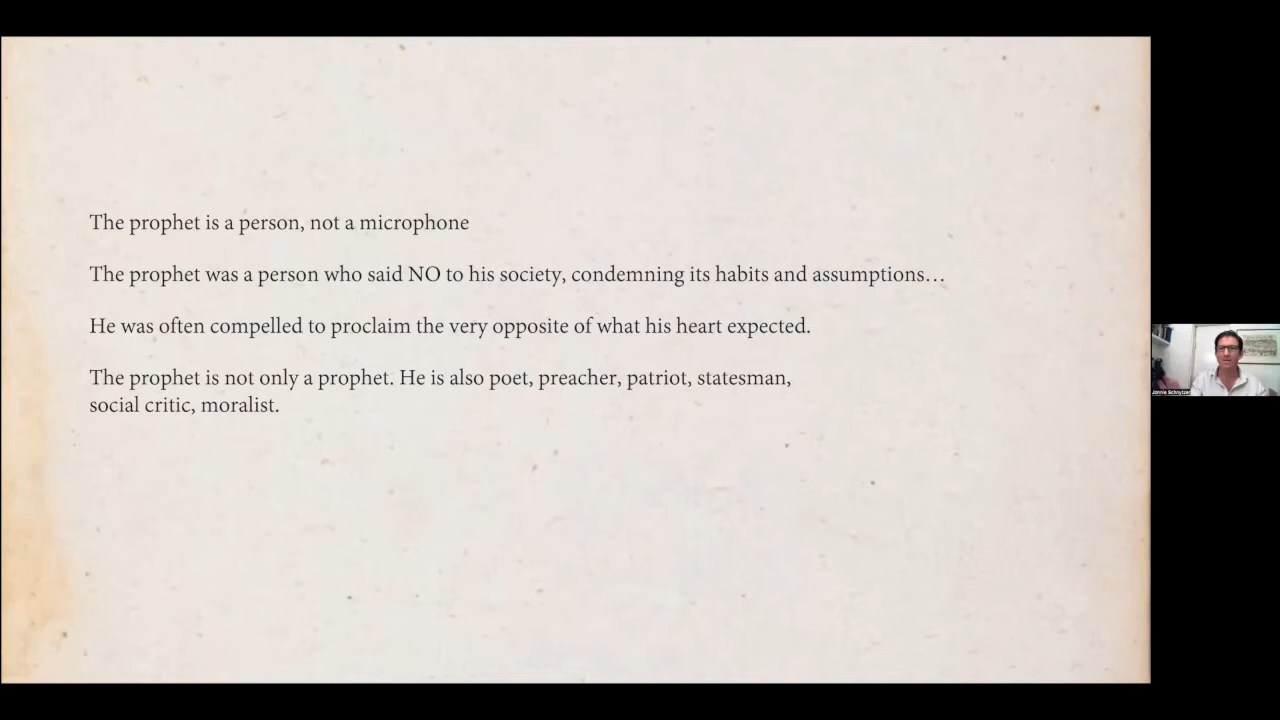 The prophet is a person, not a microphone
The prophet was a person who said NO to his society, condemning its habits and assumptions…
He was often compelled to proclaim the very opposite of what his heart expected.
The prophet is not only a prophet. He is also poet, preacher, patriot, statesman,
social critic, moralist.
Jonnie Schnytzer